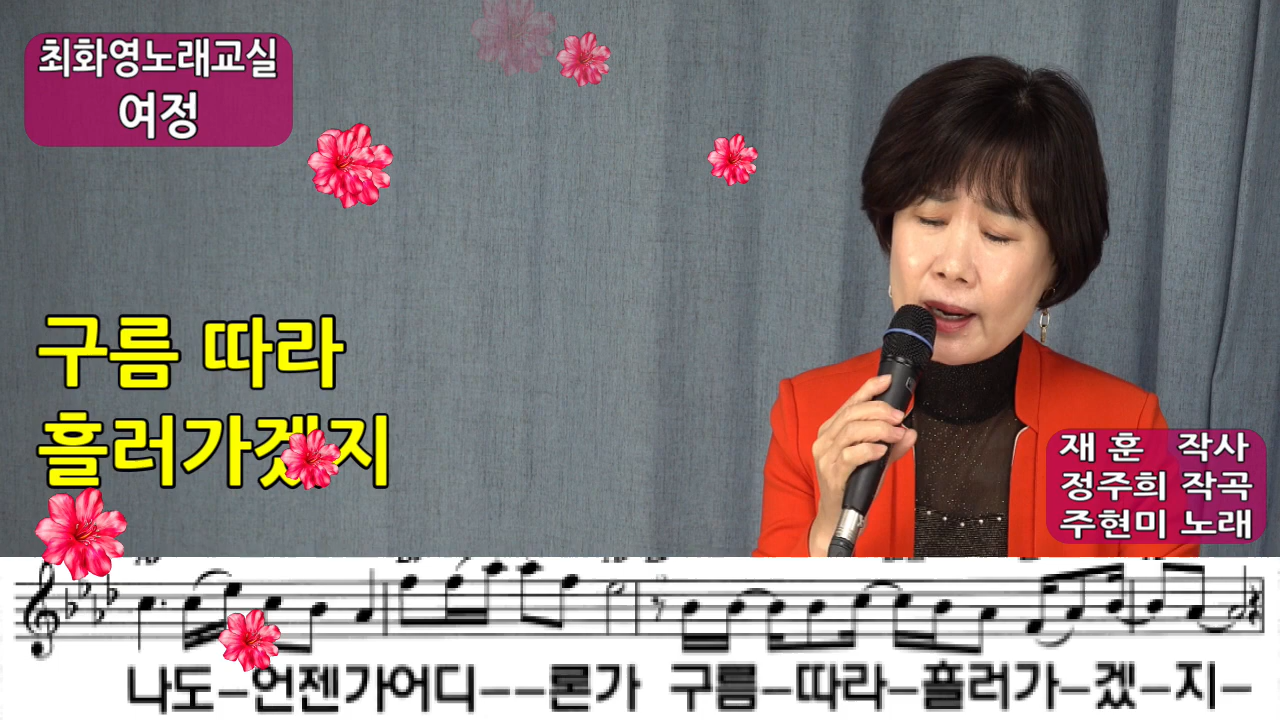 최화영노래교실
여정
구름 따라
흘러가겠지
재 훈 작사
정주희 작곡
주현미 노래
나도-언젠가어디--론가 구름-따라-흘러가-겠-지-